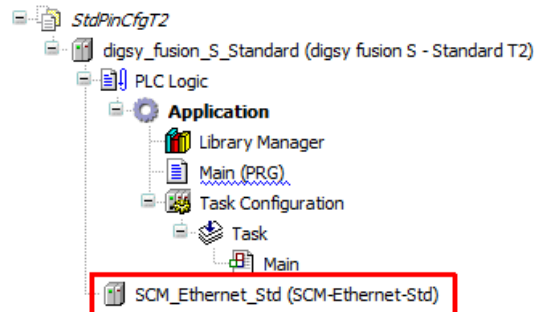 StdPinCfgT2
digsy_fusion_S_Standard (digsy fusion S - Standard T2)
PLC Logic
Application
Library Manager
Main (PRG)
Task Configuration
Task
Main
SCM_Ethernet_Std (SCM-Ethernet-Std)